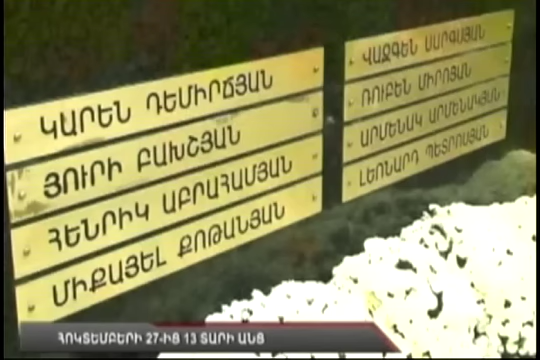 ԿԱՐԵՆ ԴԵՄԻՐՃՅԱՆ
ՅՈՒՐԻ ԲԱԽՇՅԱՆ
ՀԵՆՐԻԿ ԱԲՐԱՀԱՄՅԱՆ
ՄԻՔԱՅԵԼ ՔՈԹԱՆՅԱՆ
ՎԱԶԳԵՆ ՍԱՐԳՍՅԱՆ
ՌՈՒԲԵՆ ՄԻՐՈՅԱՆ
ԱՐՄԵՆԱԿ ԱՐՄԵՆԱԿՅԱՆ
ԼԵՈՆԱՐԴ ՊԵՏՐՈՍՅԱՆ
ՀՈԿՏԵՄԲԵՐԻ 27-ԻՑ 13 ՏԱՐԻ ԱՆՑ